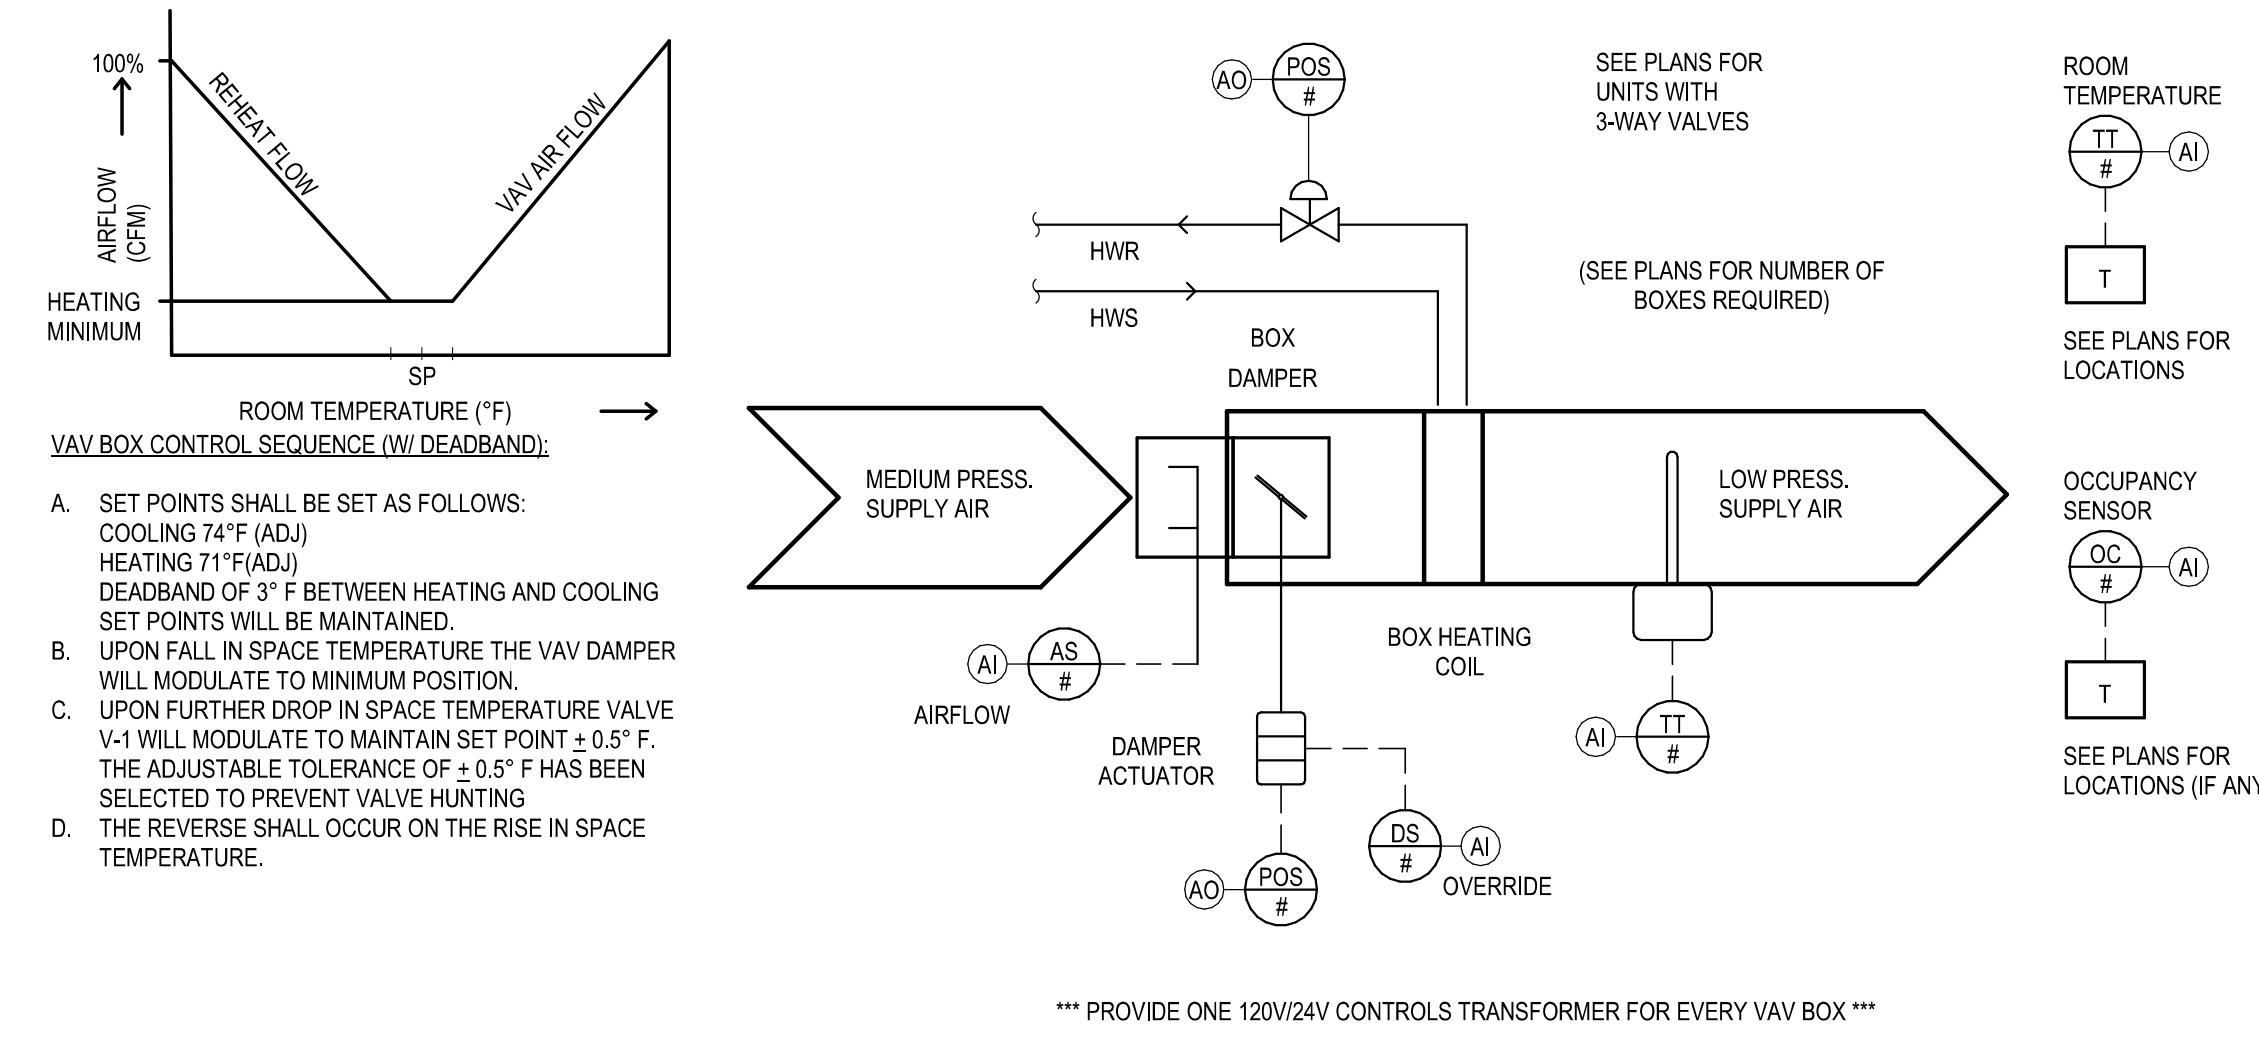 100%
REHEAT FLOW
VAV AIR FLOW
AIRFLOW
(CFM)
HEATING
MINIMUM
SP
ROOM TEMPERATURE (°F)
VAV BOX CONTROL SEQUENCE (W/ DEADBAND):
A. SET POINTS SHALL BE SET AS FOLLOWS:
COOLING 74°F (ADJ)
HEATING 71°F(ADJ)
DEADBAND OF 3° F BETWEEN HEATING AND COOLING
SET POINTS WILL BE MAINTAINED.
B. UPON FALL IN SPACE TEMPERATURE THE VAV DAMPER
WILL MODULATE TO MINIMUM POSITION.
C. UPON FURTHER DROP IN SPACE TEMPERATURE VALVE
V-1 WILL MODULATE TO MAINTAIN SET POINT ± 0.5° F.
THE ADJUSTABLE TOLERANCE OF ± 0.5° F HAS BEEN
SELECTED TO PREVENT VALVE HUNTING
D. THE REVERSE SHALL OCCUR ON THE RISE IN SPACE
TEMPERATURE.
AO
POS
#
SEE PLANS FOR
UNITS WITH
3-WAY VALVES
HWR
HWS
(SEE PLANS FOR NUMBER OF
BOXES REQUIRED)
BOX
DAMPER
MEDIUM PRESS.
SUPPLY AIR
LOW PRESS.
SUPPLY AIR
AI
AS
#
AIRFLOW
BOX HEATING
COIL
DAMPER
ACTUATOR
AI
TT
#
DS
#
AI
OVERRIDE
AO
POS
#
ROOM
TEMPERATURE
TT
#
AI
T
SEE PLANS FOR
LOCATIONS
OCCUPANCY
SENSOR
OC
#
AI
T
SEE PLANS FOR
LOCATIONS (IF ANY
*** PROVIDE ONE 120V/24V CONTROLS TRANSFORMER FOR EVERY VAV BOX ***